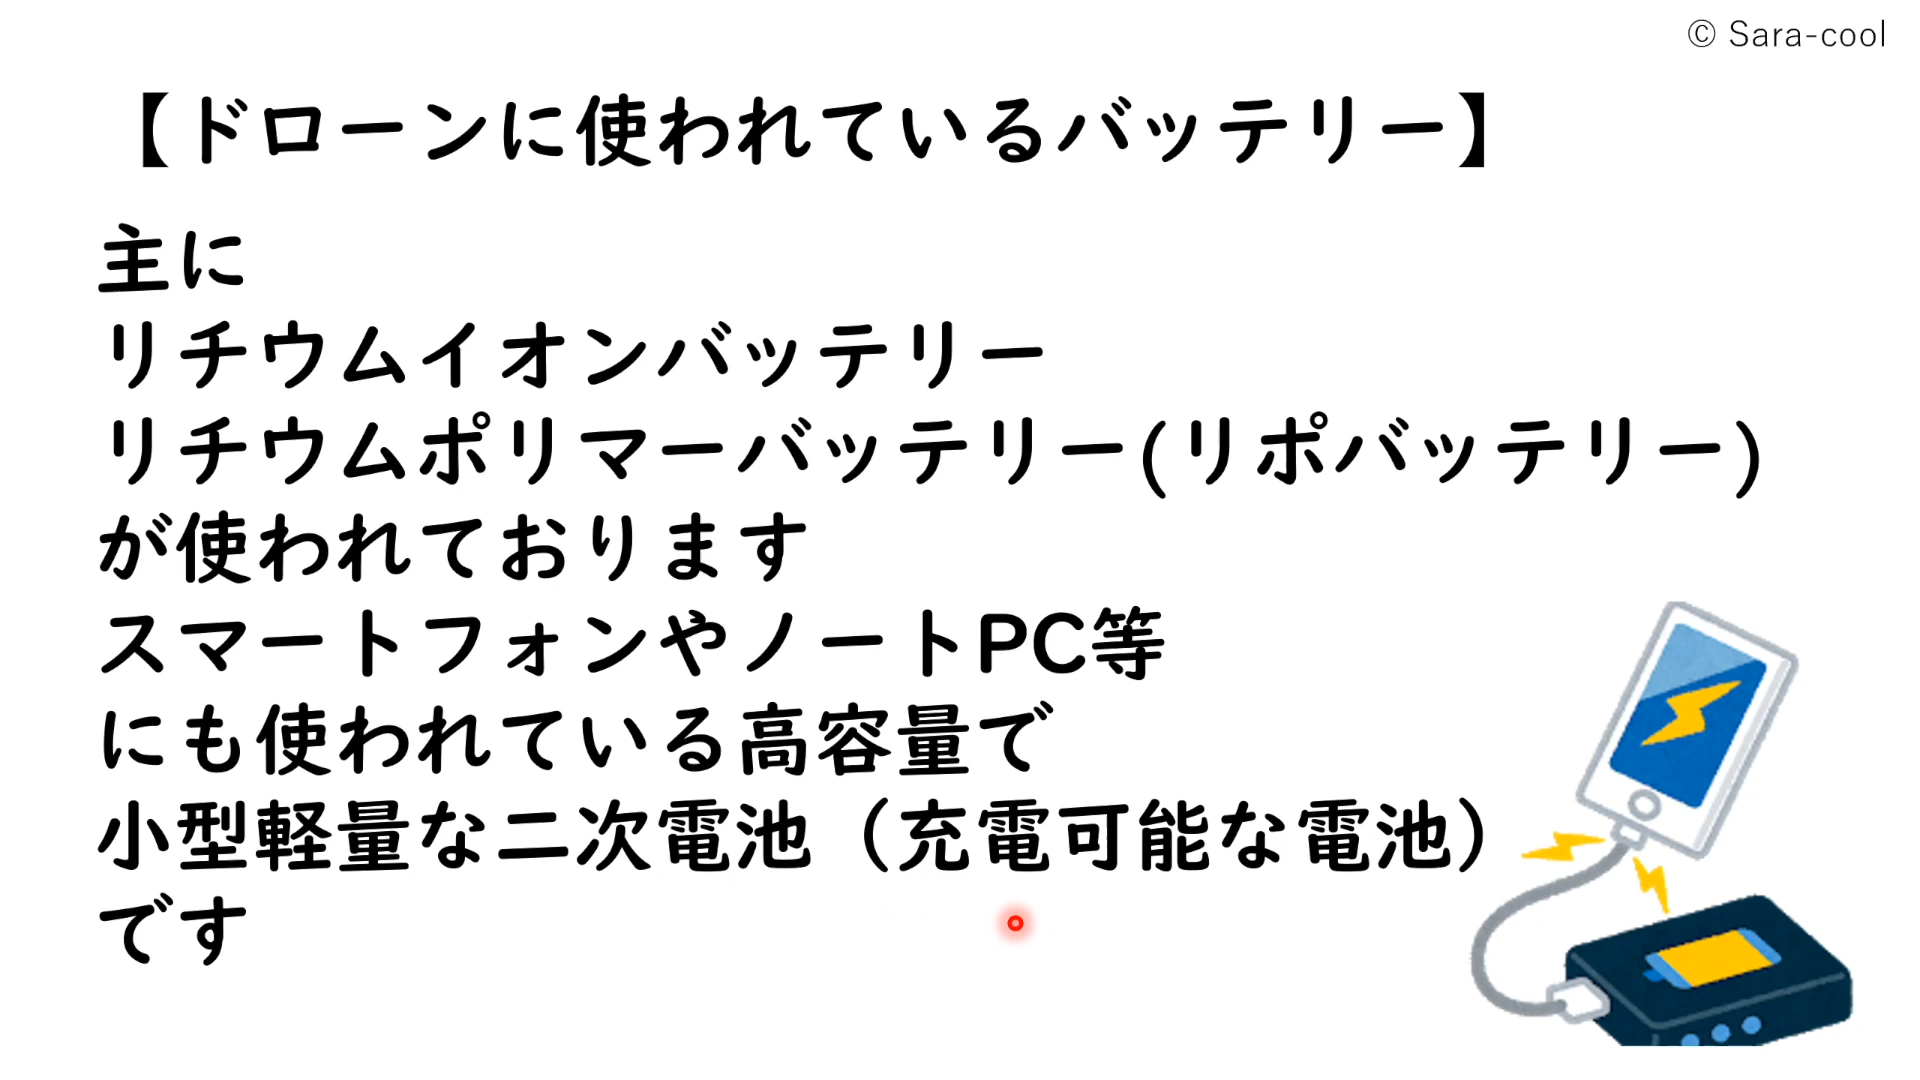 © Sara-cool
【ドローンに使われているバッテリー】
主に
リチウムイオンバッテリー
リチウムポリマーバッテリー(リポバッテリー)
が使われております
スマートフォンやノートPC等
にも使われている高容量で
小型軽量な二次電池（充電可能な電池）
です